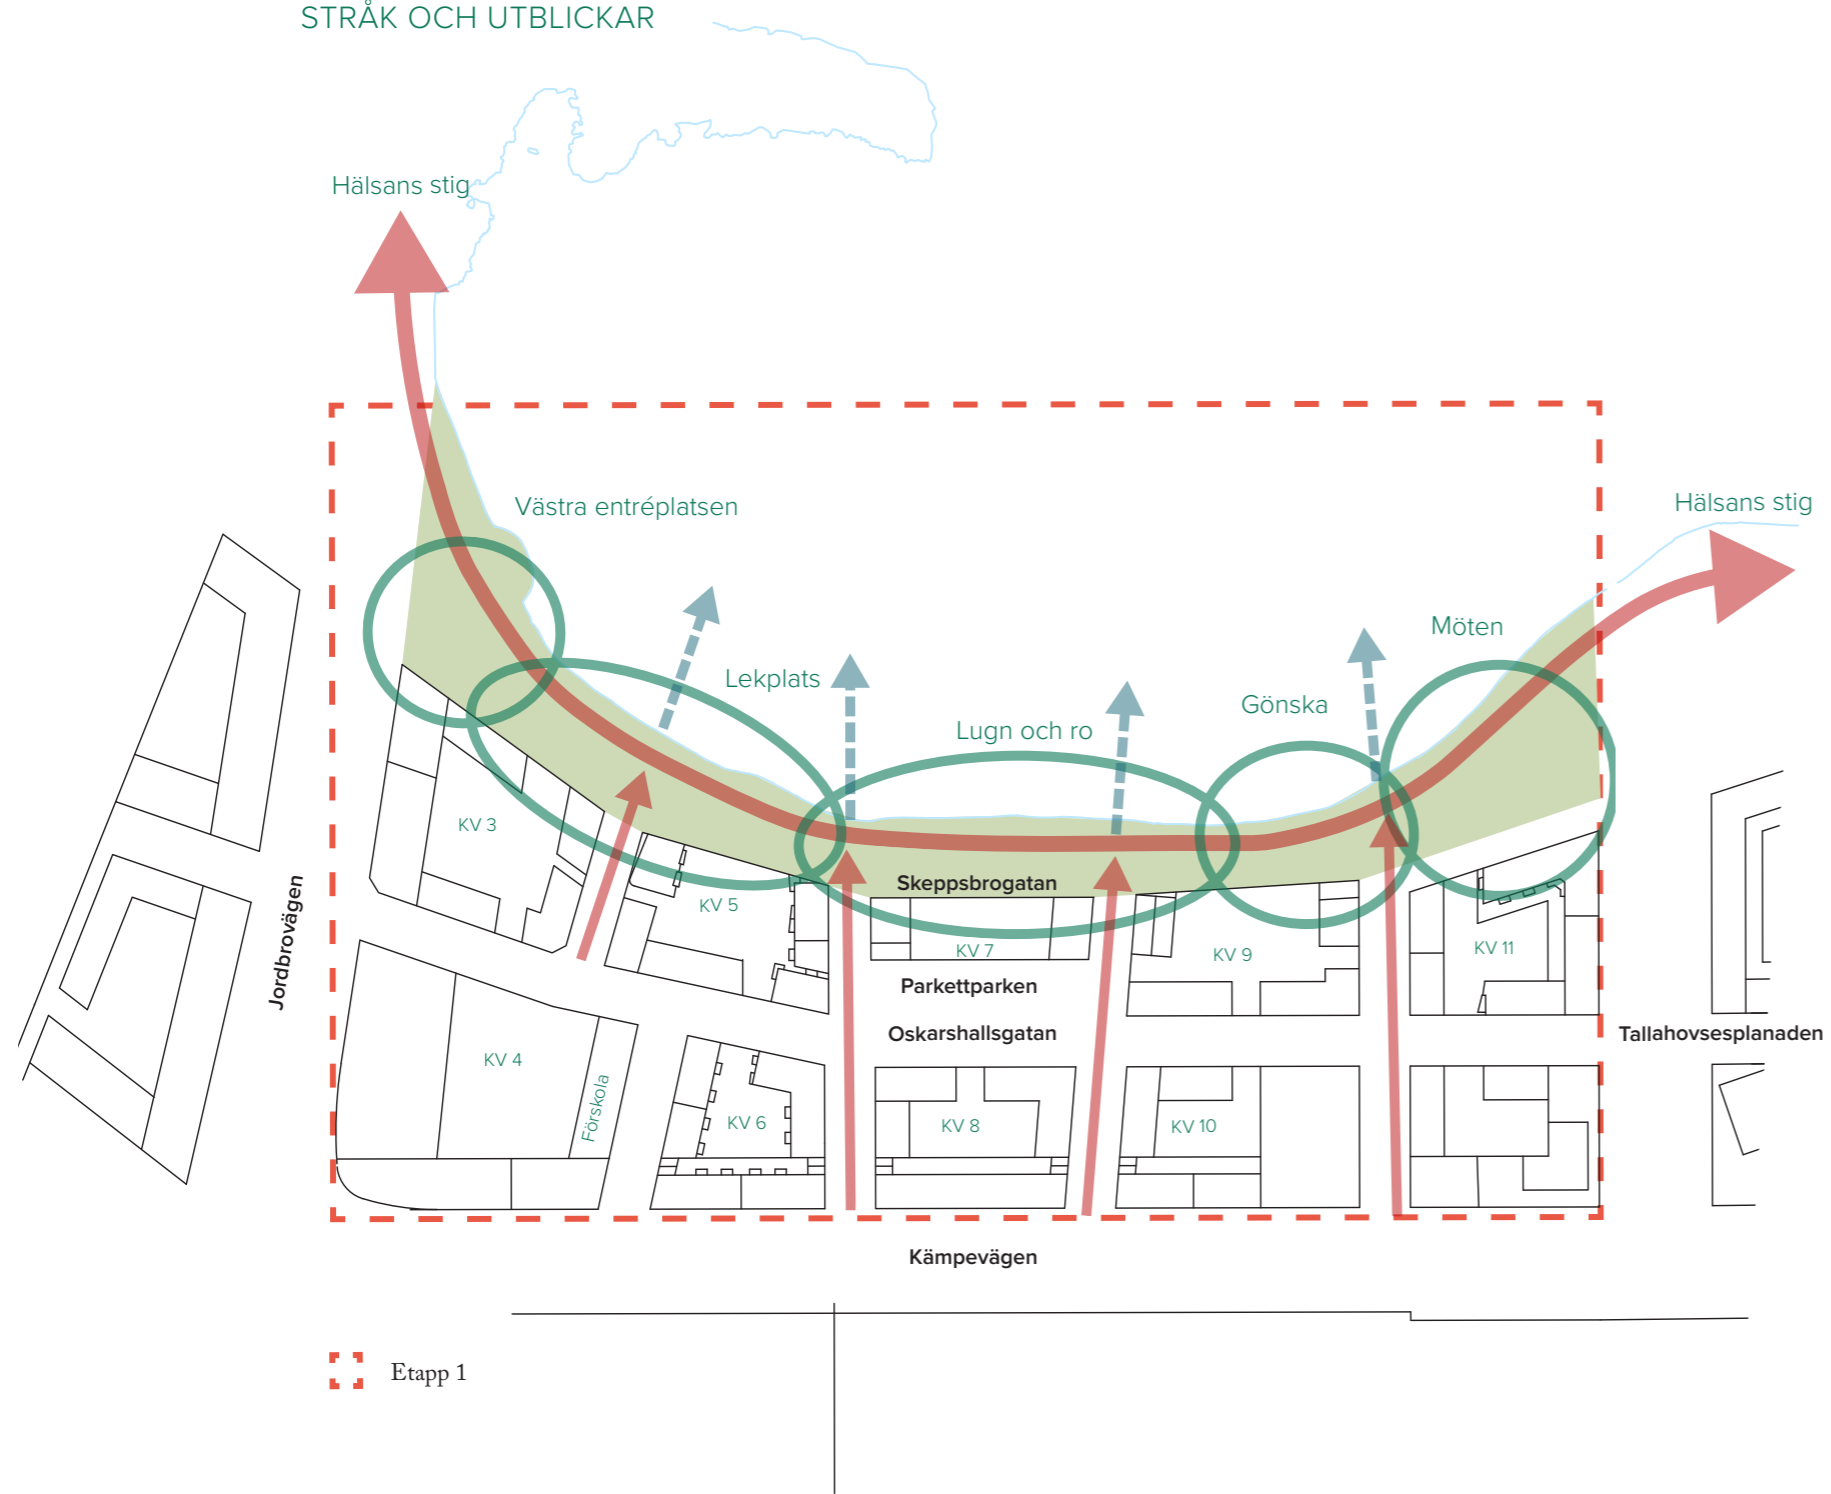 STRÅK OCH UTBLICKAR
Hälsans stig
Västra entréplatsen
Hälsans stig
Möten
Lekplats
Gönska
Lugn och ro
KV 3
Skeppsbrogatan
KV 5
Jordbrovägen
KV 7
KV 9
KV 11
Parkettparken
Oskarshallsgatan
Tallahovsesplanaden
KV 4
Förskola
KV 6
KV 8
KV 10
Kämpevägen
Etapp 1